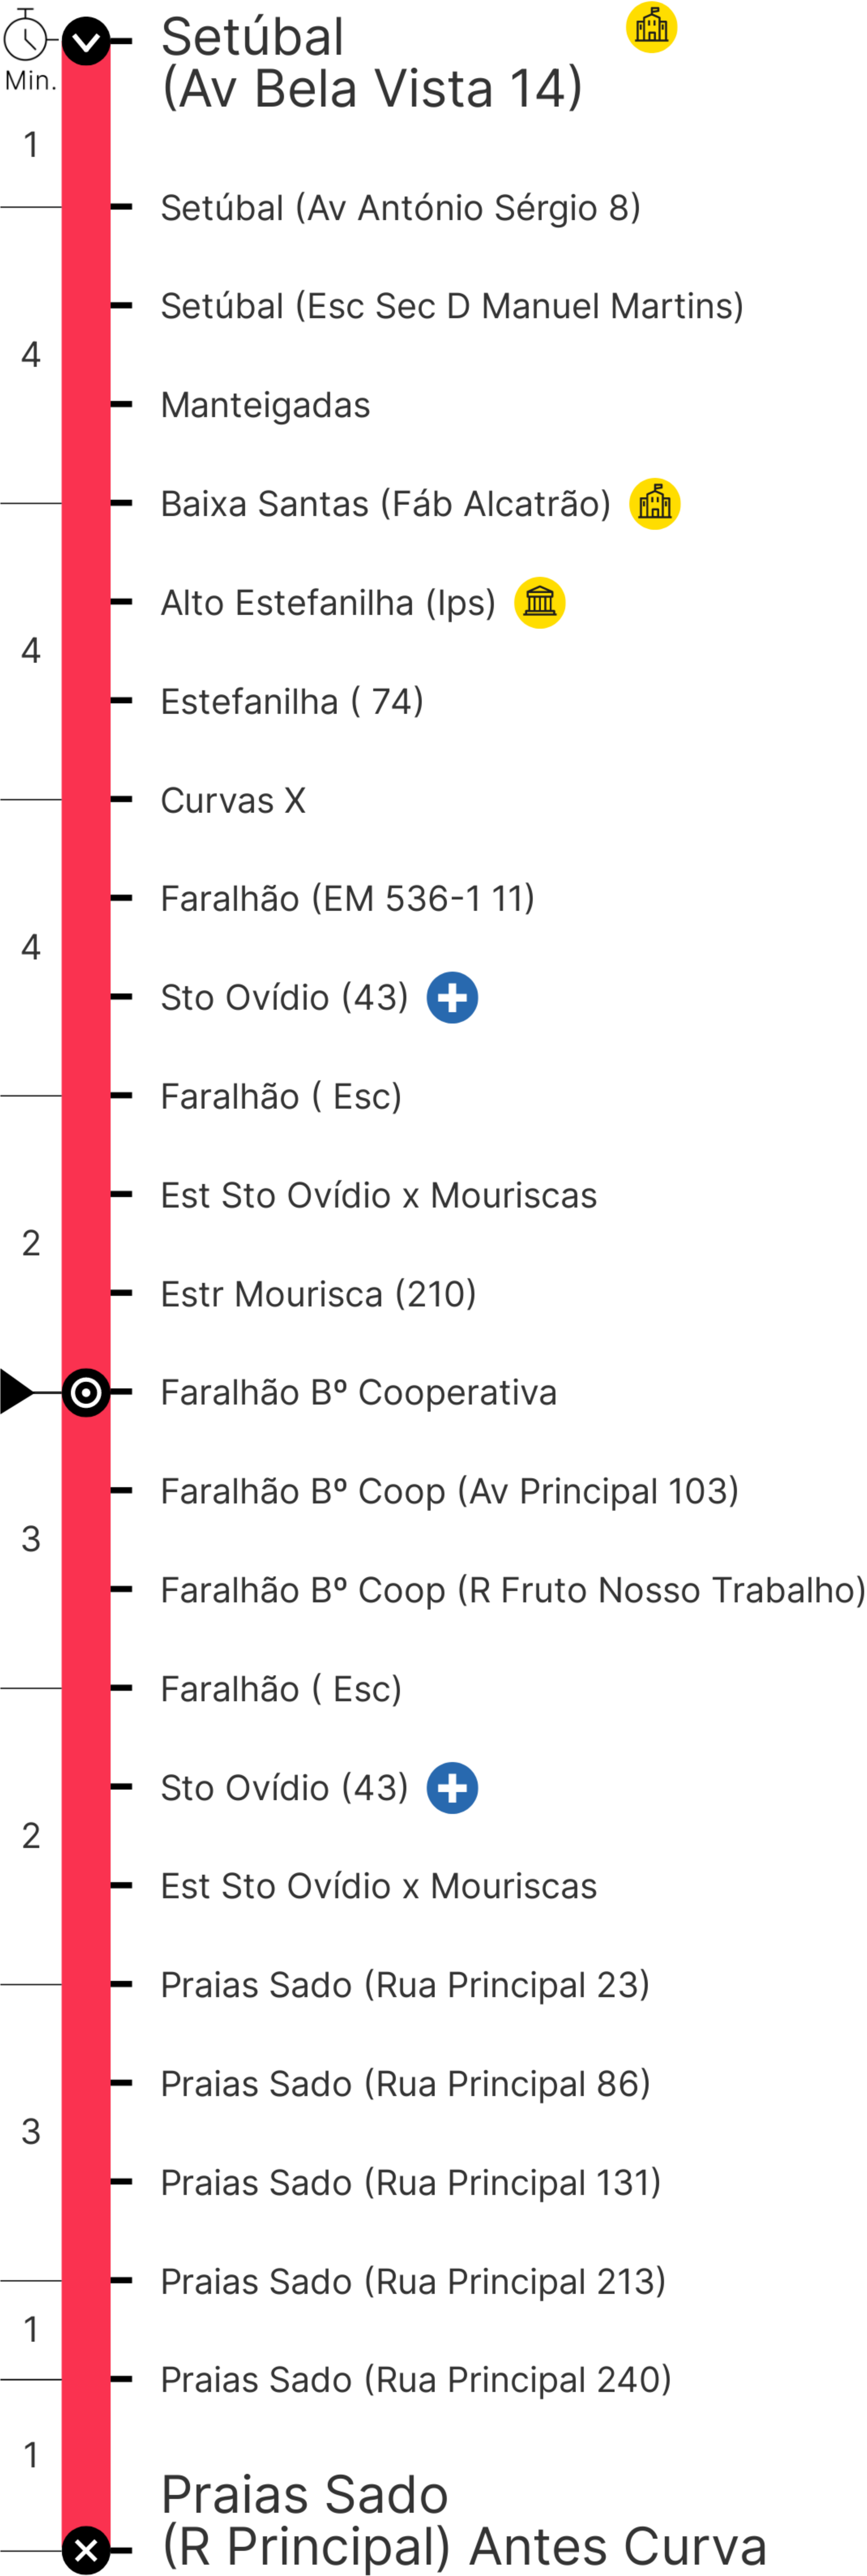 Setúbal
(Av Bela Vista 14)
Min.
1
Setúbal (Av António Sérgio 8)
Setúbal (Esc Sec D Manuel Martins)
4
Manteigadas
Baixa Santas (Fáb Alcatrão)
Alto Estefanilha (Ips)
4
Estefanilha ( 74)
Curvas X
Faralhão (EM 536-1 11)
4
Sto Ovídio (43)
Faralhão ( Esc)
Est Sto Ovídio x Mouriscas
2
Estr Mourisca (210)
Faralhão Bº Cooperativa
Faralhão Bº Coop (Av Principal 103)
3
Faralhão Bº Coop (R Fruto Nosso Trabalho)
Faralhão ( Esc)
Sto Ovídio (43)
2
Est Sto Ovídio x Mouriscas
Praias Sado (Rua Principal 23)
Praias Sado (Rua Principal 86)
3
Praias Sado (Rua Principal 131)
Praias Sado (Rua Principal 213)
1
Praias Sado (Rua Principal 240)
1
Praias Sado
(R Principal) Antes Curva